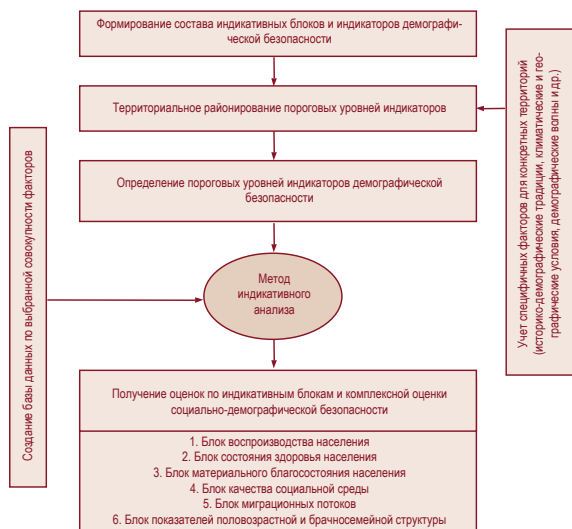 Формирование состава индикативных блоков и индикаторов демографи-
ческой безопасности
Территориальное районирование пороговых уровней индикаторов
Определение пороговых уровней индикаторов демографической
безопасности
Метод
индикативного
анализа
Получение оценок по индикативным блокам и комплексной оценки
социально-демографической безопасности
1. Блок воспроизводства населения
2. Блок состояния здоровья населения
3. Блок материального благосостояния населения
4. Блок качества социальной среды
5. Блок миграционных потоков
6. Блок показателей половозрастной и брачносемейной структуры
Создание базы данных по выбранной совокупности факторов
Учет специфичных факторов для конкретных территорий
(историко-демографические традиции, климатические и гео-
графические условия, демографические волны и др.)